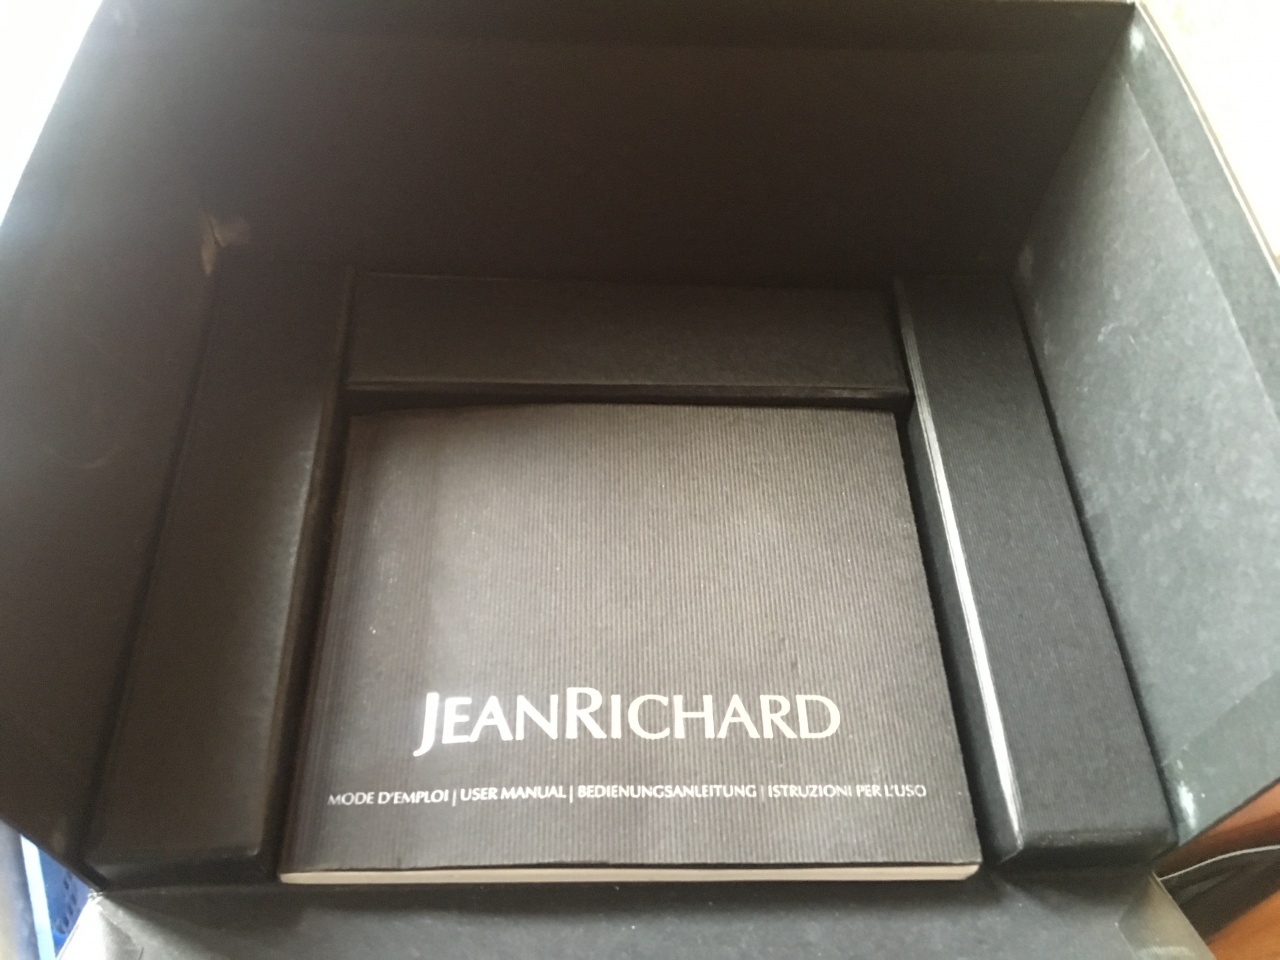 JEANRICHARD
MODE D'EMPLOI | USER MANUAL | BEDIENUNGSANLEITUNG | ISTRUZIONI PER L'USO